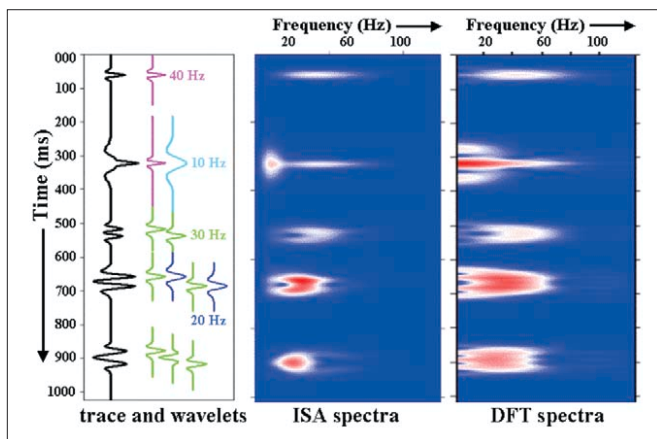 Frequency (Hz)
20 60 100
Frequency (Hz)
20 60 100
Time (ms)
000
100
200
300
400
500
600
700
800
900
1000
40 Hz
10 Hz
30 Hz
20 Hz
trace and wavelets
ISA spectra
DFT spectra